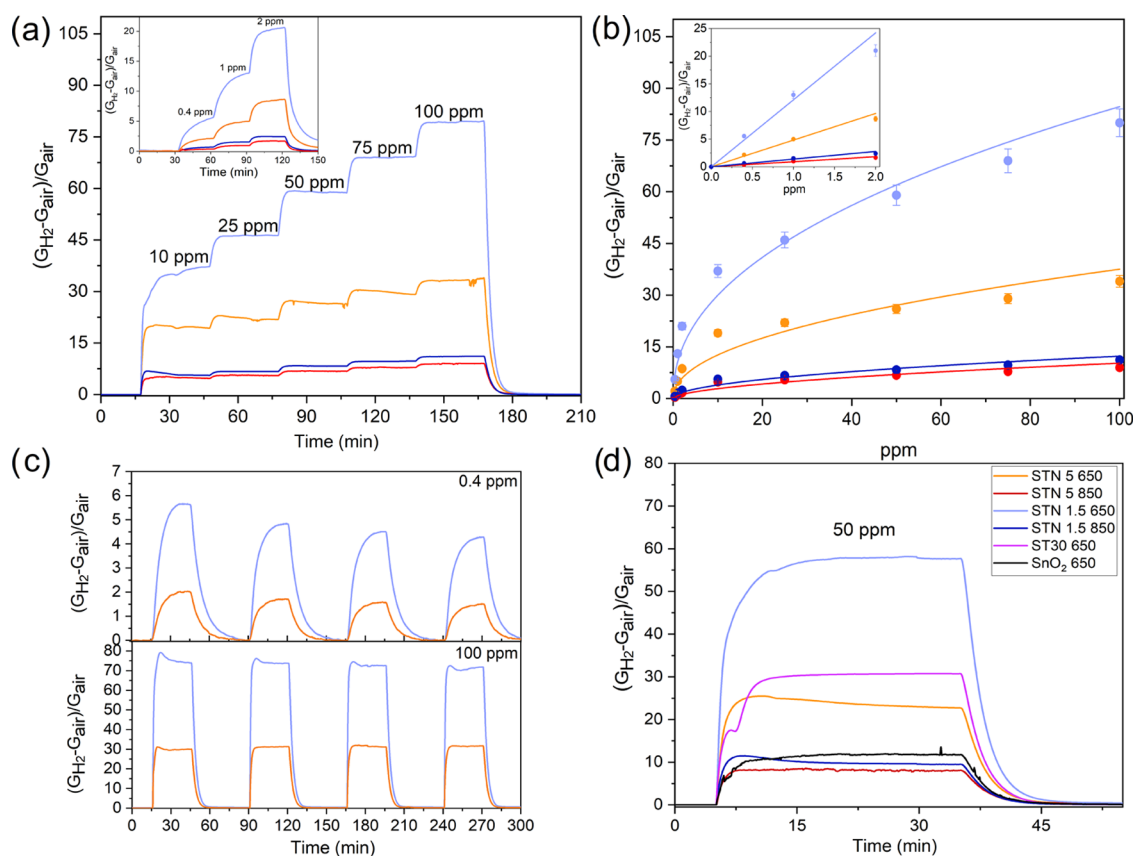 (a)
(G_H2-G_air)/G_air
105
90
75
60
45
30
15
0
0 30 60 90 120 150 180 210
Time (min)
10 ppm
25 ppm
50 ppm
75 ppm
100 ppm
(G_H2-G_air)/G_air
20
15
10
5
0
0 30 60 90 120 150
Time (min)
0.4 ppm
1 ppm
2 ppm
(b)
(G_H2-G_air)/G_air
105
90
75
60
45
30
15
0
0 20 40 60 80 100
ppm
(G_H2-G_air)/G_air
25
20
15
10
5
0
0.0 0.5 1.0 1.5 2.0
ppm
(c)
(G_H2-G_air)/G_air
7
6
5
4
3
2
1
0
0.4 ppm
(G_H2-G_air)/G_air
80
70
60
50
40
30
20
10
0
100 ppm
0 30 60 90 120 150 180 210 240 270 300
Time (min)
(d)
(G_H2-G_air)/G_air
80
70
60
50
40
30
20
10
0
0 15 30 45
Time (min)
50 ppm
STN 5 650
STN 5 850
STN 1.5 650
STN 1.5 850
ST30 650
SnO₂ 650